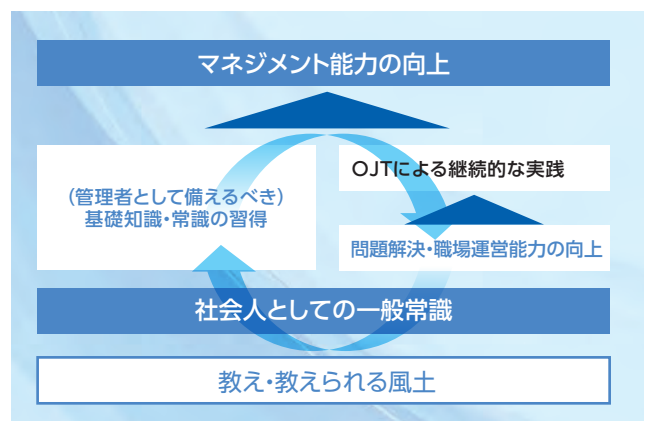 マネジメント能力の向上
(管理者として備えるべき)
基礎知識・常識の習得
OJTによる継続的な実践
問題解決・職場運営能力の向上
社会人としての一般常識
教え・教えられる風土